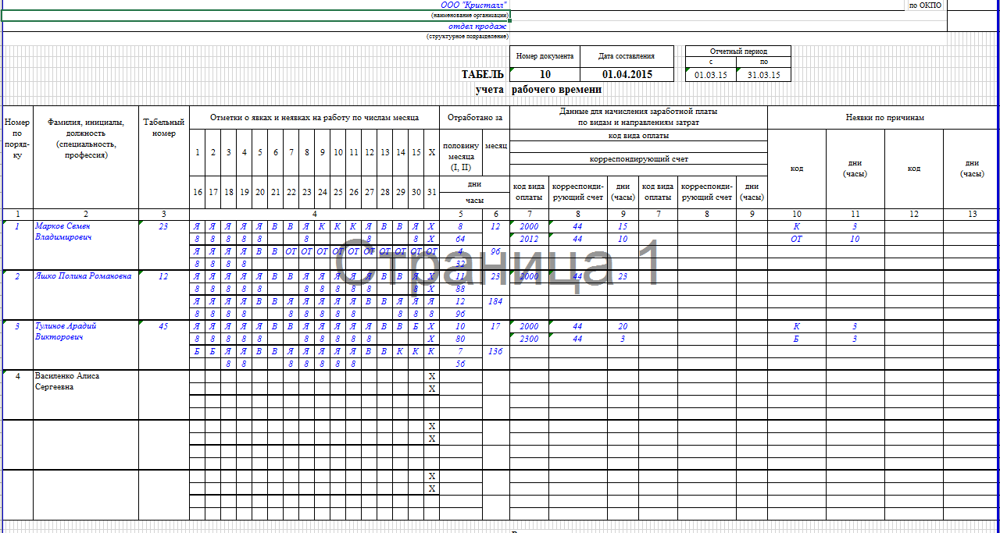 ООО "Кристалл" по ОКПО
(наименование организации)
отдел продаж
(структурное подразделение)
Номер документа Дата составления Отчетный период
с по
ТАБЕЛЬ 10 01.04.2015 01.03.15 31.03.15
учета рабочего времени
Номер по поряд-ку Фамилия, инициалы, должность (специальность, профессия) Табельный номер Отметки о явках и неявках на работу по числам месяца Отработано за Данные для начисления заработной платы по видам и направлениям затрат Неявки по причинам
1 2 3 4 5 6 7 8 9 10 11 12 13 14 15 X половину месяца (I, II) месяц код вида оплаты
корреспондирующий счет
код дни (часы) код дни (часы)
16 17 18 19 20 21 22 23 24 25 26 27 28 29 30 31 дни код вида оплаты корреспонди-рующий счет дни (часы) код вида оплаты корреспонди-рующий счет дни (часы)
часы
1 2 3 4 5 6 7 8 9 7 8 9 10 11 12 13
1 Марков Семен Владимирович 23 Я Я Я Я Я В В Я К К К Я В В Я X 8 12 2000 44 15 К 3
8 8 8 8 8 8 8 8 X 64 2012 44 10 ОТ 10
Я Я Я Я В В ОТ ОТ ОТ ОТ ОТ ОТ ОТ ОТ ОТ ОТ 4 96
8 8 8 8 32
Страница 1
2 Яшко Полина Романовна 12 Я Я Я Я Я В В Я Я Я Я Я В В Я X 11 23 2000 44 23
8 8 8 8 8 8 8 8 8 8 8 X 88
Я Я Я Я В В Я Я Я Я Я В В Я Я Я 12 184
8 8 8 8 8 8 8 8 8 8 8 8 96
3 Тулинов Арадий Викторович 45 Я Я Я Я Я В В Я Я Я Я Я В В Б X 10 17 2000 44 20 К 3
8 8 8 8 8 8 8 8 8 8 X 80 2300 44 3 Б 3
Б Б Я Я В В Я Я Я Я Я В В К К К 7 136
8 8 8 8 8 8 8 56
4 Василенко Алиса Сергеевна X
X
X
X
X
X